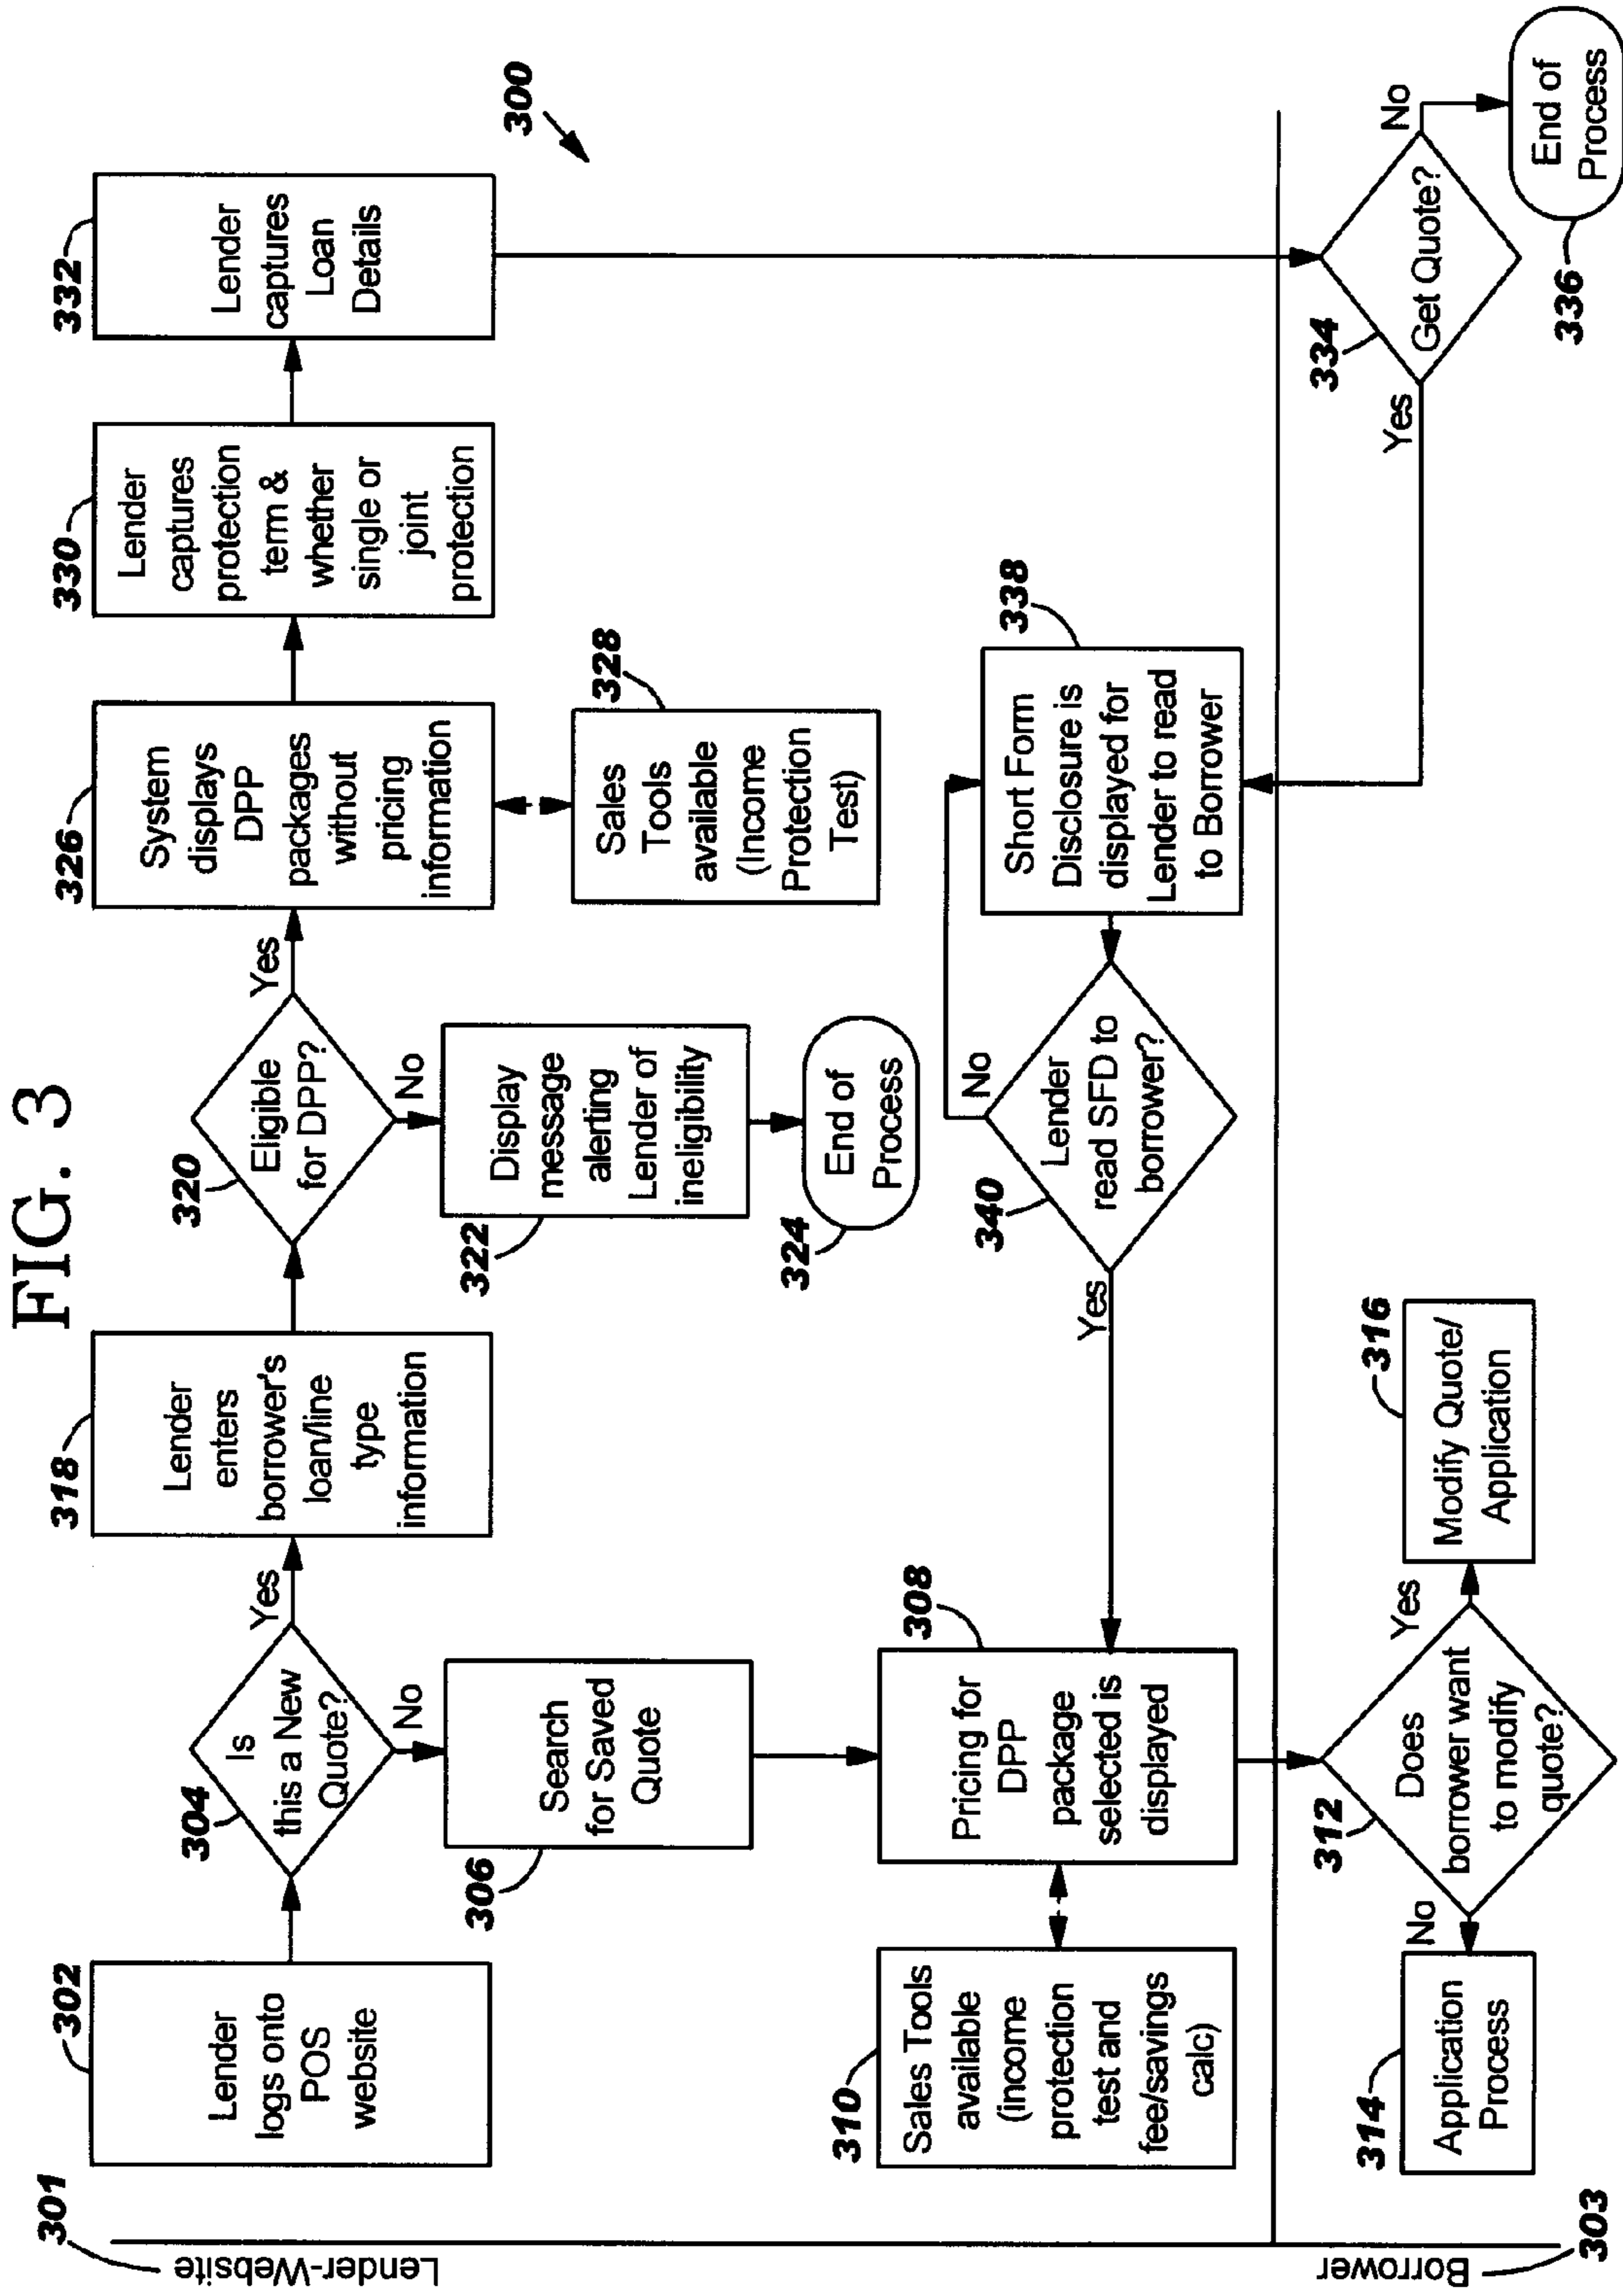 FIG. 3
300
301
Lender-Website
302
Lender
logs onto
POS
website
304
Is
this a New
Quote?
Yes
No
318
Lender
enters
borrower's
loan/line
type
information
320
Eligible
for DPP?
Yes
No
326
System
displays
DPP
packages
without
pricing
information
330
Lender
captures
protection
term &
whether
single or
joint
protection
332
Lender
captures
Loan
Details
306
Search
for Saved
Quote
322
Display
message
alerting
Lender of
ineligibility
324
End of
Process
328
Sales
Tools
available
(Income
Protection
Test)
310
Sales Tools
available
(income
protection
test and
fee/savings
calc)
308
Pricing for
DPP
package
selected is
displayed
Yes
340
Lender
read SFD to
borrower?
No
338
Short Form
Disclosure is
displayed for
Lender to read
to Borrower
303
Borrower
314
Application
Process
No
312
Does
borrower want
to modify
quote?
Yes
316
Modify Quote/
Application
334
Get Quote?
Yes
No
336
End of
Process